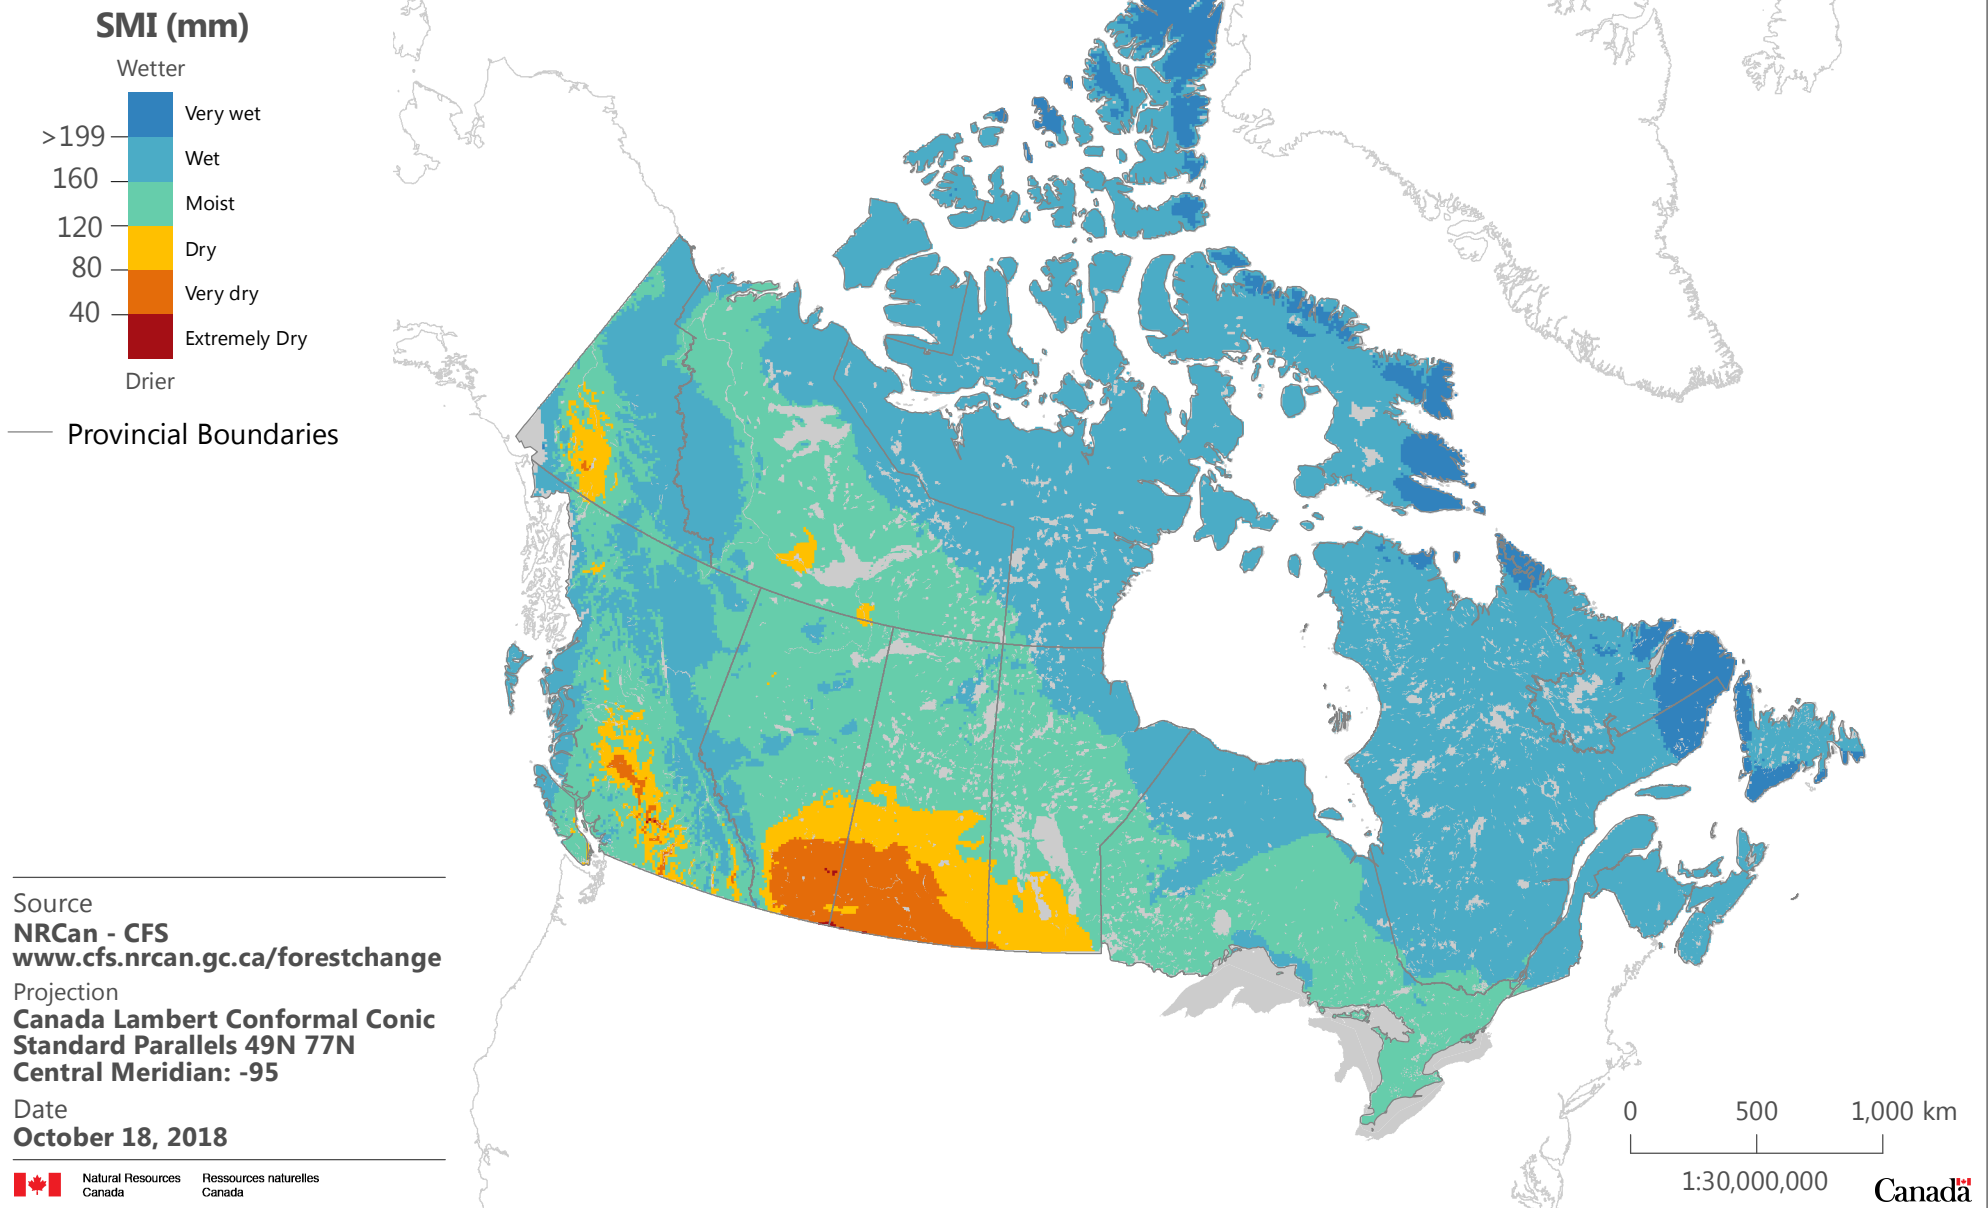 SMI (mm)
Wetter
Very wet
>199
Wet
160
Moist
120
Dry
80
Very dry
40
Extremely Dry
Drier
Provincial Boundaries
Source
NRCan - CFS
www.cfs.nrcan.gc.ca/forestchange
Projection
Canada Lambert Conformal Conic
Standard Parallels 49N 77N
Central Meridian: -95
Date
October 18, 2018
Natural Resources Ressources naturelles
Canada Canada
0 500 1,000 km
1:30,000,000
Canada